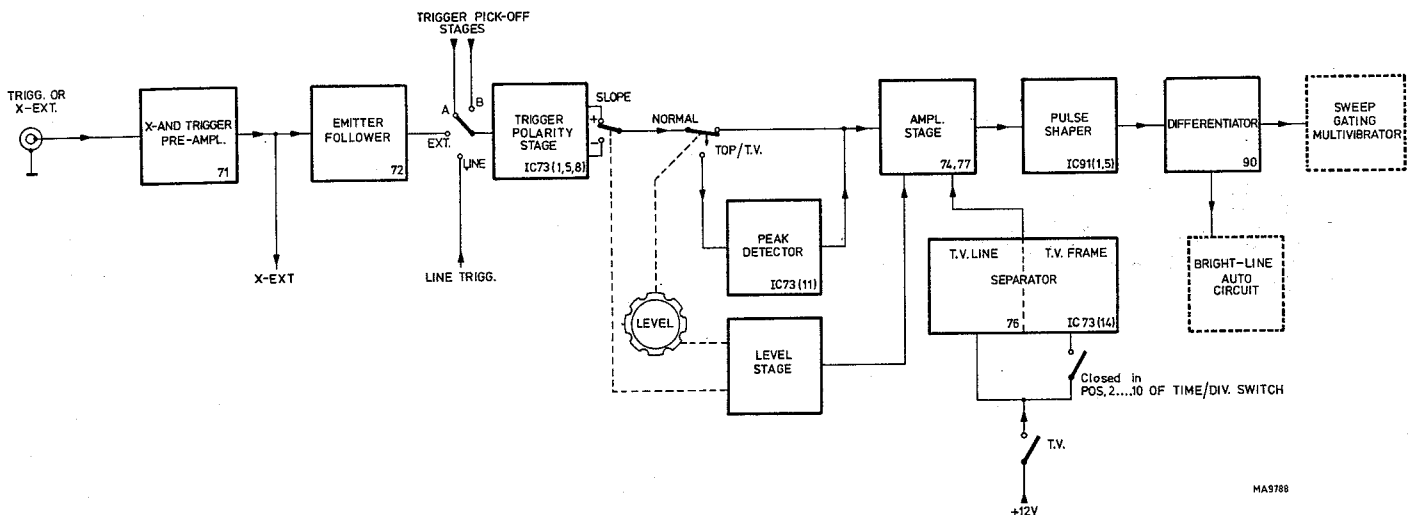 TRIGGER PICK-OFF
STAGES
TRIGG. OR
X-EXT.
X-AND TRIGGER
PRE-AMPL.
71
X-EXT
EMITTER
FOLLOWER
72
A
B
EXT.
LINE
LINE TRIGG.
TRIGGER
POLARITY
STAGE
IC73(1,5,8)
SLOPE
+
-
NORMAL
TOP/T.V.
PEAK
DETECTOR
IC73(11)
LEVEL
LEVEL
STAGE
AMPL.
STAGE
74,77
PULSE
SHAPER
IC91(1,5)
DIFFERENTIATOR
90
SWEEP
GATING
MULTIVIBRATOR
BRIGHT-LINE
AUTO
CIRCUIT
T.V. LINE
T.V. FRAME
SEPARATOR
76
IC73(14)
Closed in
POS,2....10 OF TIME/DIV. SWITCH
T.V.
+12V
MA9788